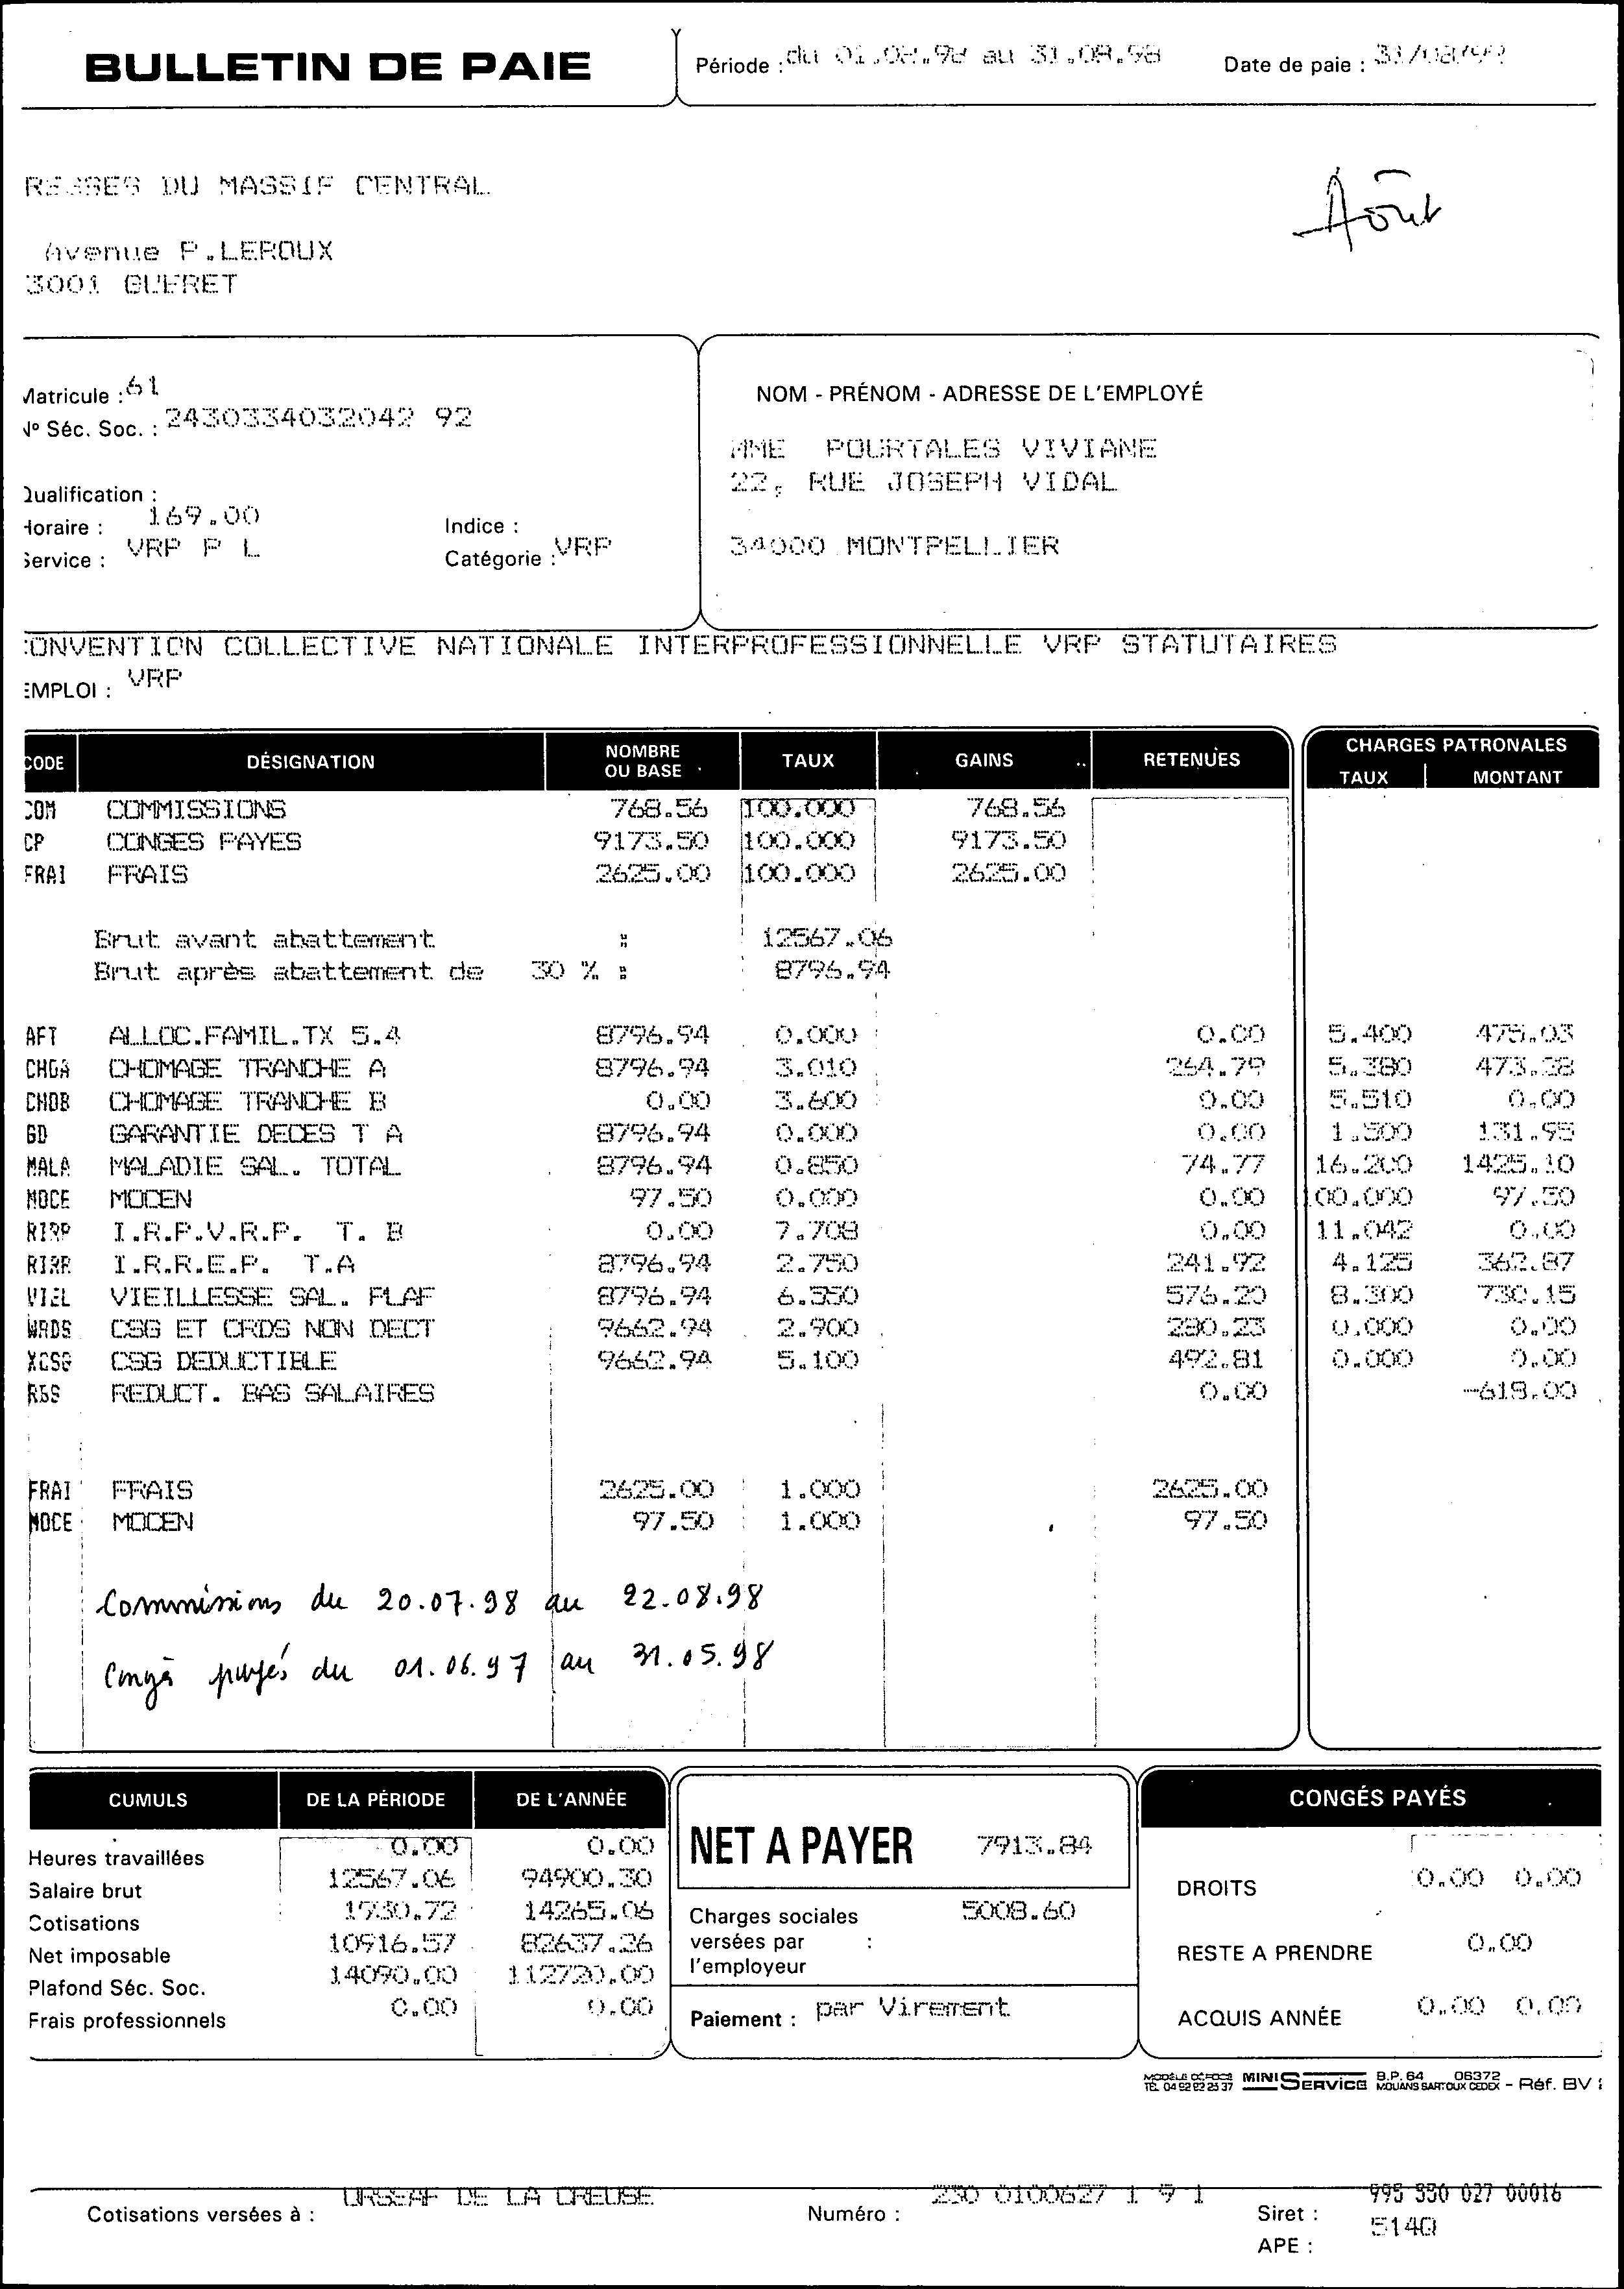 BULLETIN DE PAIE
Période : du 01.08.98 au 31.08.98
Date de paie : 31/08/98
DU MASSIF CENTRAL
Août
Avenue P.LEROUX
3001 GUERET
Matricule : 61
N° Séc. Soc. : 2430334032042 92
NOM - PRÉNOM - ADRESSE DE L'EMPLOYÉ
MME POURTALES VIVIANE
22, RUE JOSEPH VIDAL
34000 MONTPELLIER
Qualification :
Horaire : 169.00
Indice :
Service : VRP P L
Catégorie : VRP
CONVENTION COLLECTIVE NATIONALE INTERPROFESSIONNELLE VRP STATUTAIRES
EMPLOI : VRP
CODE DÉSIGNATION NOMBRE OU BASE TAUX GAINS RETENUES CHARGES PATRONALES
TAUX MONTANT
COM COMMISSIONS 768.56 100.000 768.56
CP CONGES PAYES 9173.50 100.000 9173.50
FRAI FRAIS 2625.00 100.000 2625.00
Brut avant abattement : 12567.06
Brut après abattement de 30 % : 8796.94
AFT ALLOC.FAMIL.TX 5.4 8796.94 0.000 0.00 5.400 475.03
CHGA CHOMAGE TRANCHE A 8796.94 3.010 264.79 5.380 473.28
CHOB CHOMAGE TRANCHE B 0.00 3.600 0.00 5.510 0.00
GD GARANTIE DECES T A 8796.94 0.000 0.00 1.500 131.95
MALA MALADIE SAL. TOTAL 8796.94 0.850 74.77 16.200 1425.10
MOCE MOCEN 97.50 0.000 0.00 100.000 97.50
RIRP I.R.P.V.R.P. T. B 0.00 7.708 0.00 11.042 0.00
RIRR I.R.R.E.P. T.A 8796.94 2.750 241.92 4.125 362.87
VIEL VIEILLESSE SAL. PLAF 8796.94 6.550 576.20 8.300 730.15
WRDS CSG ET CRDS NON DECT 9662.94 2.900 280.23 0.000 0.00
XCSG CSG DEDUCTIBLE 9662.94 5.100 492.81 0.000 0.00
RBS REDUCT. BAS SALAIRES 0.00 -618.00
FRAI FRAIS 2625.00 1.000 2625.00
MOCE MOCEN 97.50 1.000 97.50
Commissions du 20.07.98 au 22.08.98
Congés payés du 01.06.97 au 31.05.98
CUMULS DE LA PÉRIODE DE L'ANNÉE
Heures travaillées 0.00 0.00
Salaire brut 12567.06 94900.30
Cotisations 1930.72 14265.06
Net imposable 10916.57 82637.26
Plafond Séc. Soc. 14090.00 112720.00
Frais professionnels 0.00 0.00
NET A PAYER 7913.84
Charges sociales versées par l'employeur : 5008.60
Paiement : par Virement
CONGÉS PAYÉS
DROITS 0.00 0.00
RESTE A PRENDRE 0.00
ACQUIS ANNÉE 0.00 0.00
MODÈLE DÉPOSÉ TÉL. 04 92 92 25 37 MINI SERVICE B.P. 64 06372 MOUANS SARTOUX CEDEX - Réf. BV
Cotisations versées à : URSSAF DE LA CREUSE
Numéro : 230 0100627 1 9 1
Siret : 995 550 027 00016
APE : 514Q